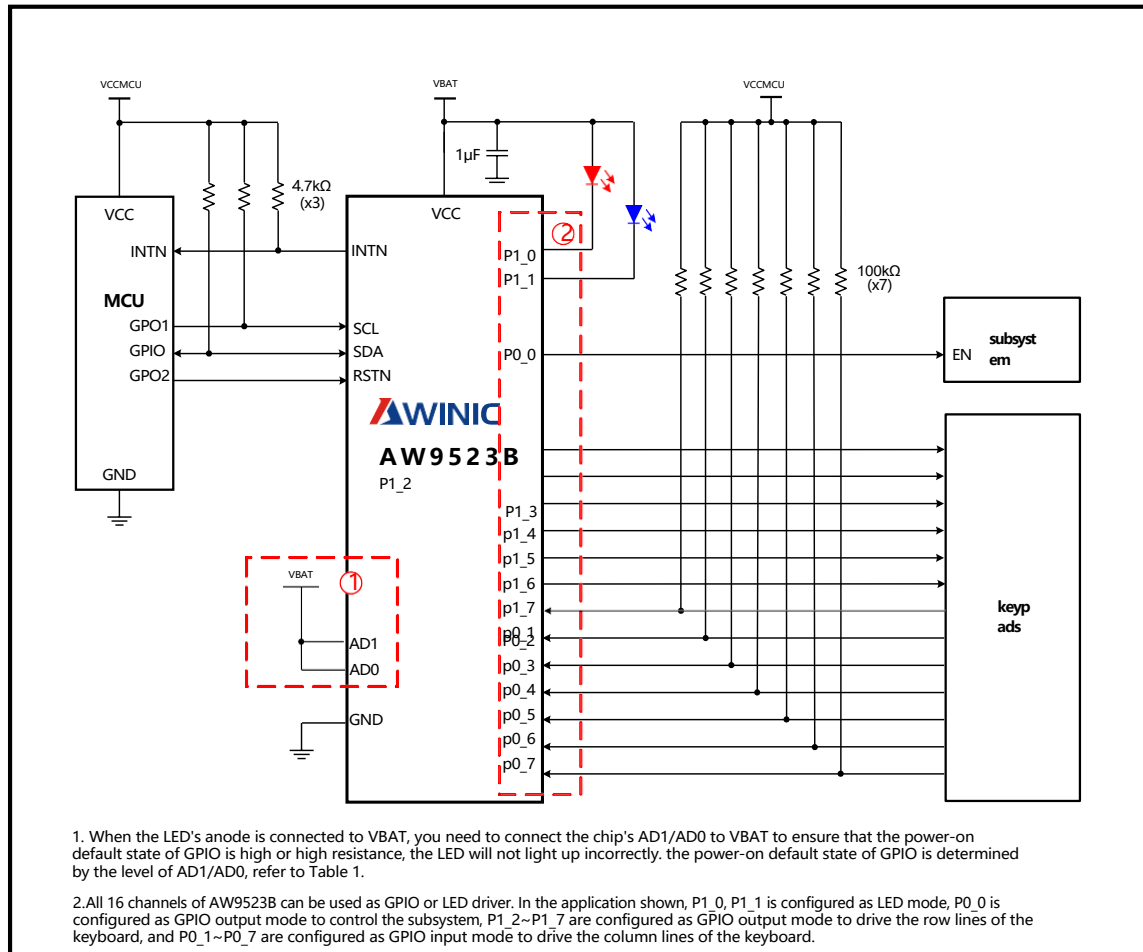 VCCMCU
VBAT
VCCMCU
1μF
4.7kΩ
(x3)
VCC
VCC
②
INTN
INTN
P1_0
P1_1
100kΩ
(x7)
MCU
GPO1
SCL
GPIO
SDA
P0_0
EN
subsyst
em
GPO2
RSTN
AWINIC
AW9523B
P1_2
GND
P1_3
p1_4
p1_5
p1_6
VBAT
①
p1_7
keyp
ads
p0_1
P0_2
AD1
p0_3
AD0
p0_4
GND
p0_5
p0_6
p0_7
1. When the LED's anode is connected to VBAT, you need to connect the chip's AD1/AD0 to VBAT to ensure that the power-on
default state of GPIO is high or high resistance, the LED will not light up incorrectly. the power-on default state of GPIO is determined
by the level of AD1/AD0, refer to Table 1.
2.All 16 channels of AW9523B can be used as GPIO or LED driver. In the application shown, P1_0, P1_1 is configured as LED mode, P0_0 is
configured as GPIO output mode to control the subsystem, P1_2~P1_7 are configured as GPIO output mode to drive the row lines of the
keyboard, and P0_1~P0_7 are configured as GPIO input mode to drive the column lines of the keyboard.